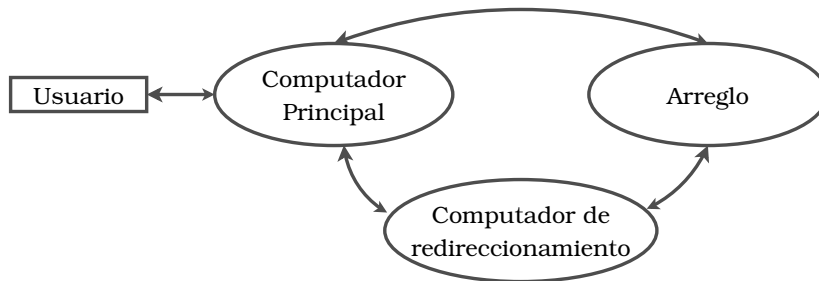 Usuario
Computador
Principal
Arreglo
Computador de
redireccionamiento